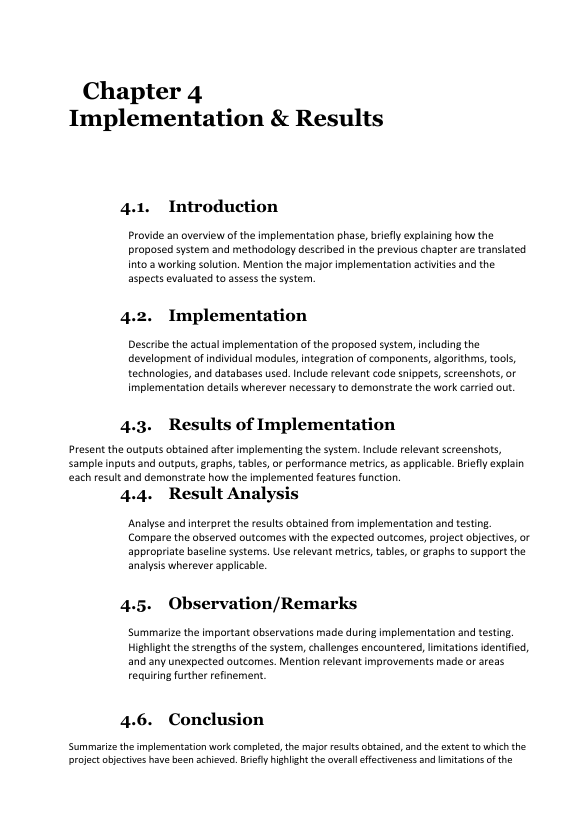 Chapter 4
Implementation & Results
4.1. Introduction
Provide an overview of the implementation phase, briefly explaining how the
proposed system and methodology described in the previous chapter are translated
into a working solution. Mention the major implementation activities and the
aspects evaluated to assess the system.
4.2. Implementation
Describe the actual implementation of the proposed system, including the
development of individual modules, integration of components, algorithms, tools,
technologies, and databases used. Include relevant code snippets, screenshots, or
implementation details wherever necessary to demonstrate the work carried out.
4.3. Results of Implementation
Present the outputs obtained after implementing the system. Include relevant screenshots,
sample inputs and outputs, graphs, tables, or performance metrics, as applicable. Briefly explain
each result and demonstrate how the implemented features function.
4.4. Result Analysis
Analyse and interpret the results obtained from implementation and testing.
Compare the observed outcomes with the expected outcomes, project objectives, or
appropriate baseline systems. Use relevant metrics, tables, or graphs to support the
analysis wherever applicable.
4.5. Observation/Remarks
Summarize the important observations made during implementation and testing.
Highlight the strengths of the system, challenges encountered, limitations identified,
and any unexpected outcomes. Mention relevant improvements made or areas
requiring further refinement.
4.6. Conclusion
Summarize the implementation work completed, the major results obtained, and the extent to which the
project objectives have been achieved. Briefly highlight the overall effectiveness and limitations of the